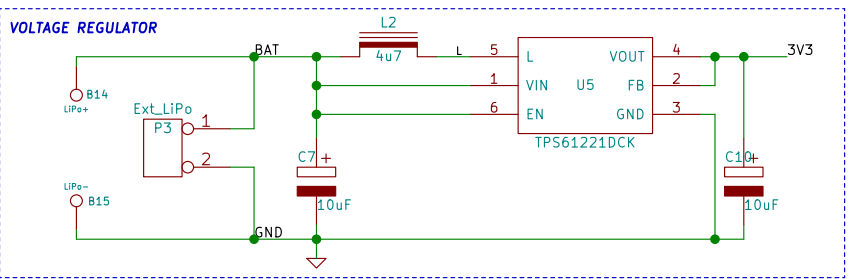 VOLTAGE REGULATOR
L2
4u7
BAT
L
5
L
VOUT
4
3V3
1
VIN
U5
FB
2
6
EN
GND
3
TPS61221DCK
B14
LiPo+
Ext_LiPo
P3
1
2
C7
+
10uF
C10
+
10uF
LiPo-
B15
GND